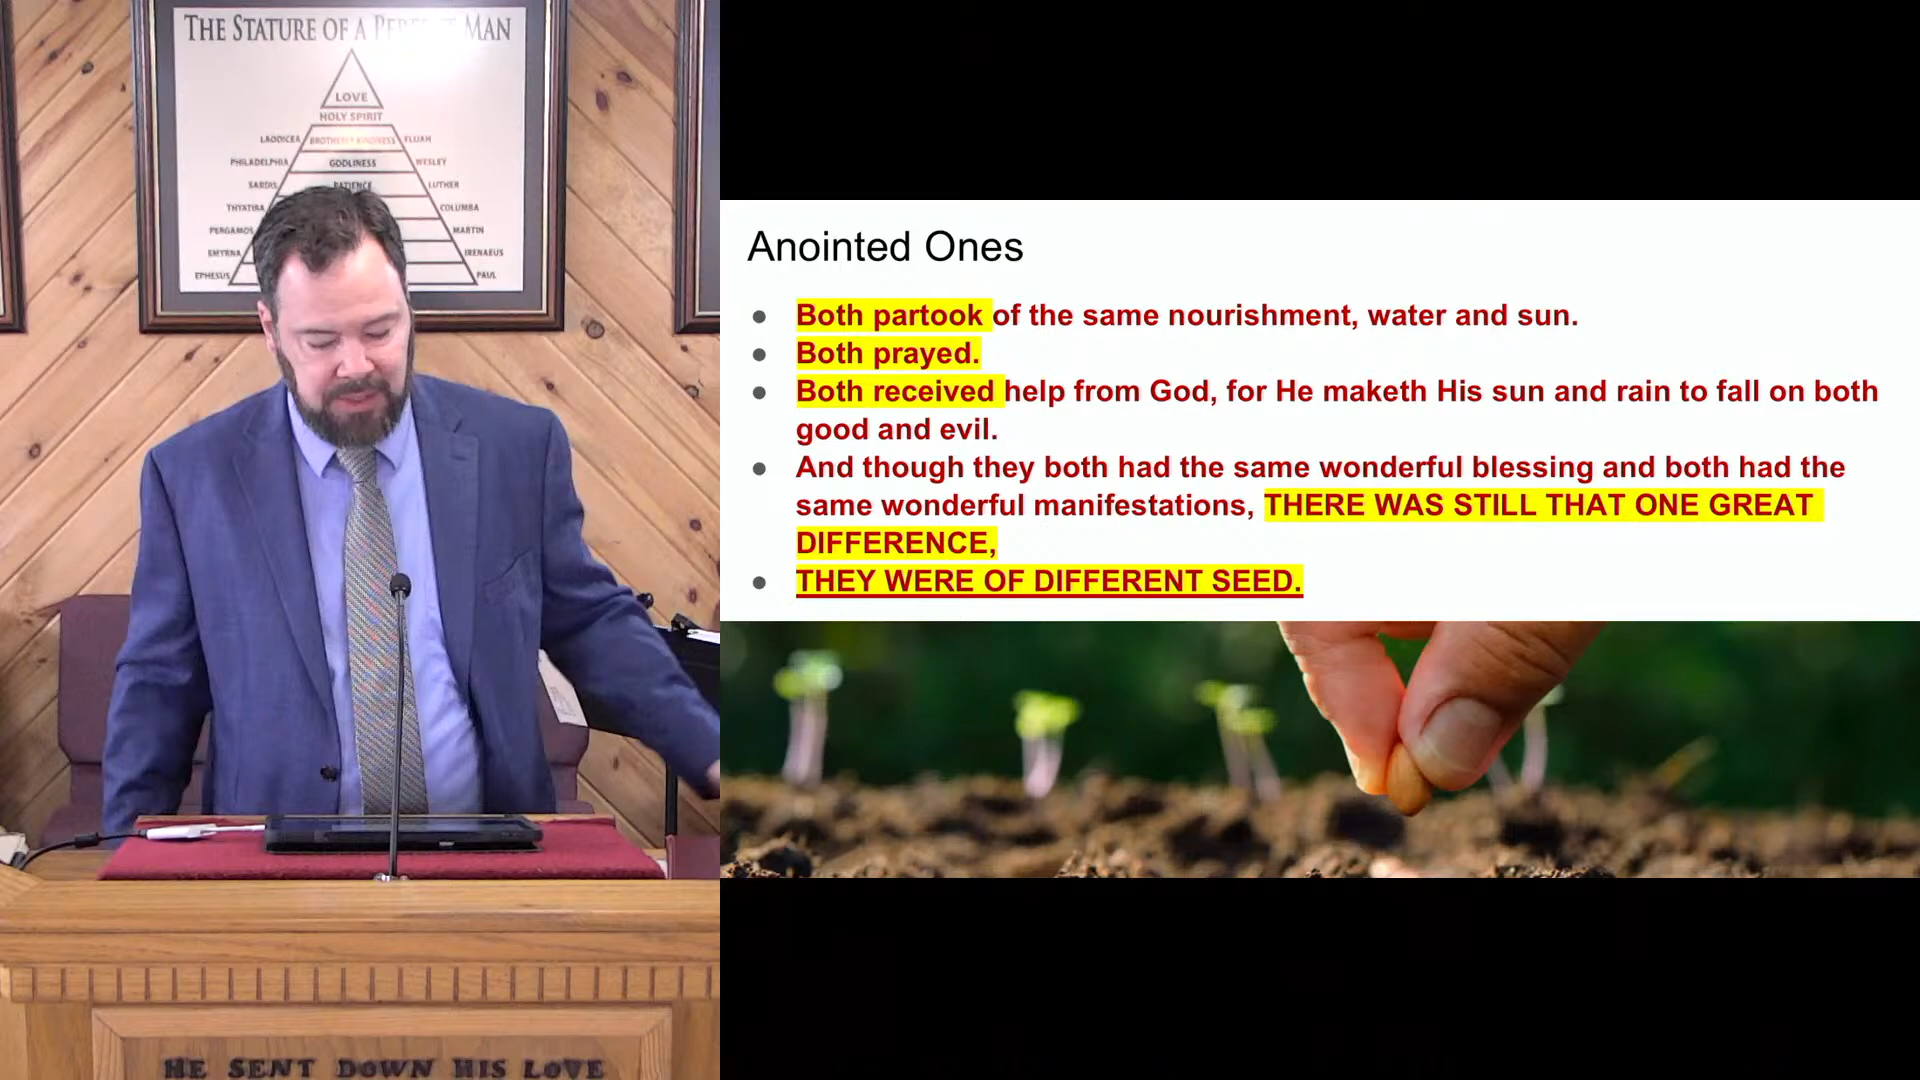 THE STATURE OF A PERFECT MAN
LOVE
HOLY SPIRIT
LAODICEA BROTHERLY KINDNESS ELIJAH
PHILADELPHIA GODLINESS WESLEY
SARDIS PATIENCE LUTHER
THYATIRA COLUMBA
PERGAMOS MARTIN
SMYRNA IRENAEUS
EPHESUS PAUL
HE SENT DOWN HIS LOVE
Anointed Ones
● Both partook of the same nourishment, water and sun.
● Both prayed.
● Both received help from God, for He maketh His sun and rain to fall on both
good and evil.
● And though they both had the same wonderful blessing and both had the
same wonderful manifestations, THERE WAS STILL THAT ONE GREAT
DIFFERENCE,
● THEY WERE OF DIFFERENT SEED.